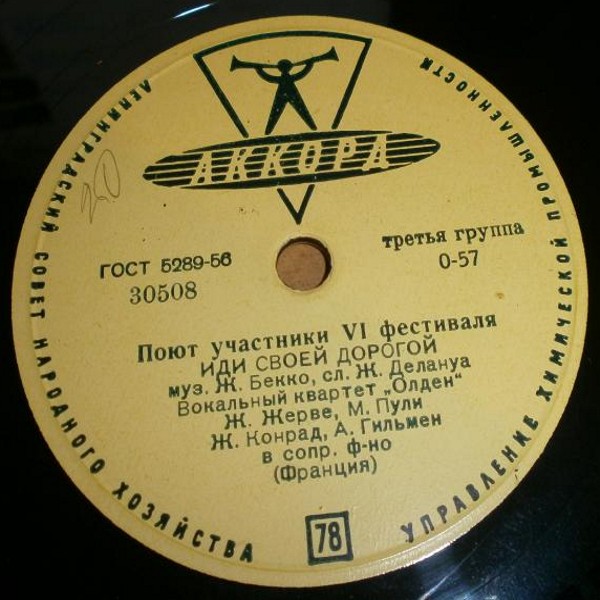 ЛЕНИНГРАДСКИЙ СОВЕТ НАРОДНОГО ХОЗЯЙСТВА
УПРАВЛЕНИЕ ХИМИЧЕСКОЙ ПРОМЫШЛЕННОСТИ
АККОРД
20
ГОСТ 5289-56
30508
третья группа
0-57
Поют участники VI фестиваля
ИДИ СВОЕЙ ДОРОГОЙ
муз. Ж. Бекко, сл. Ж. Делануа
Вокальный квартет „Олден“
Ж. Жерве, М. Пули
Ж. Конрад, А. Гильмен
в сопр. ф-но
(Франция)
78